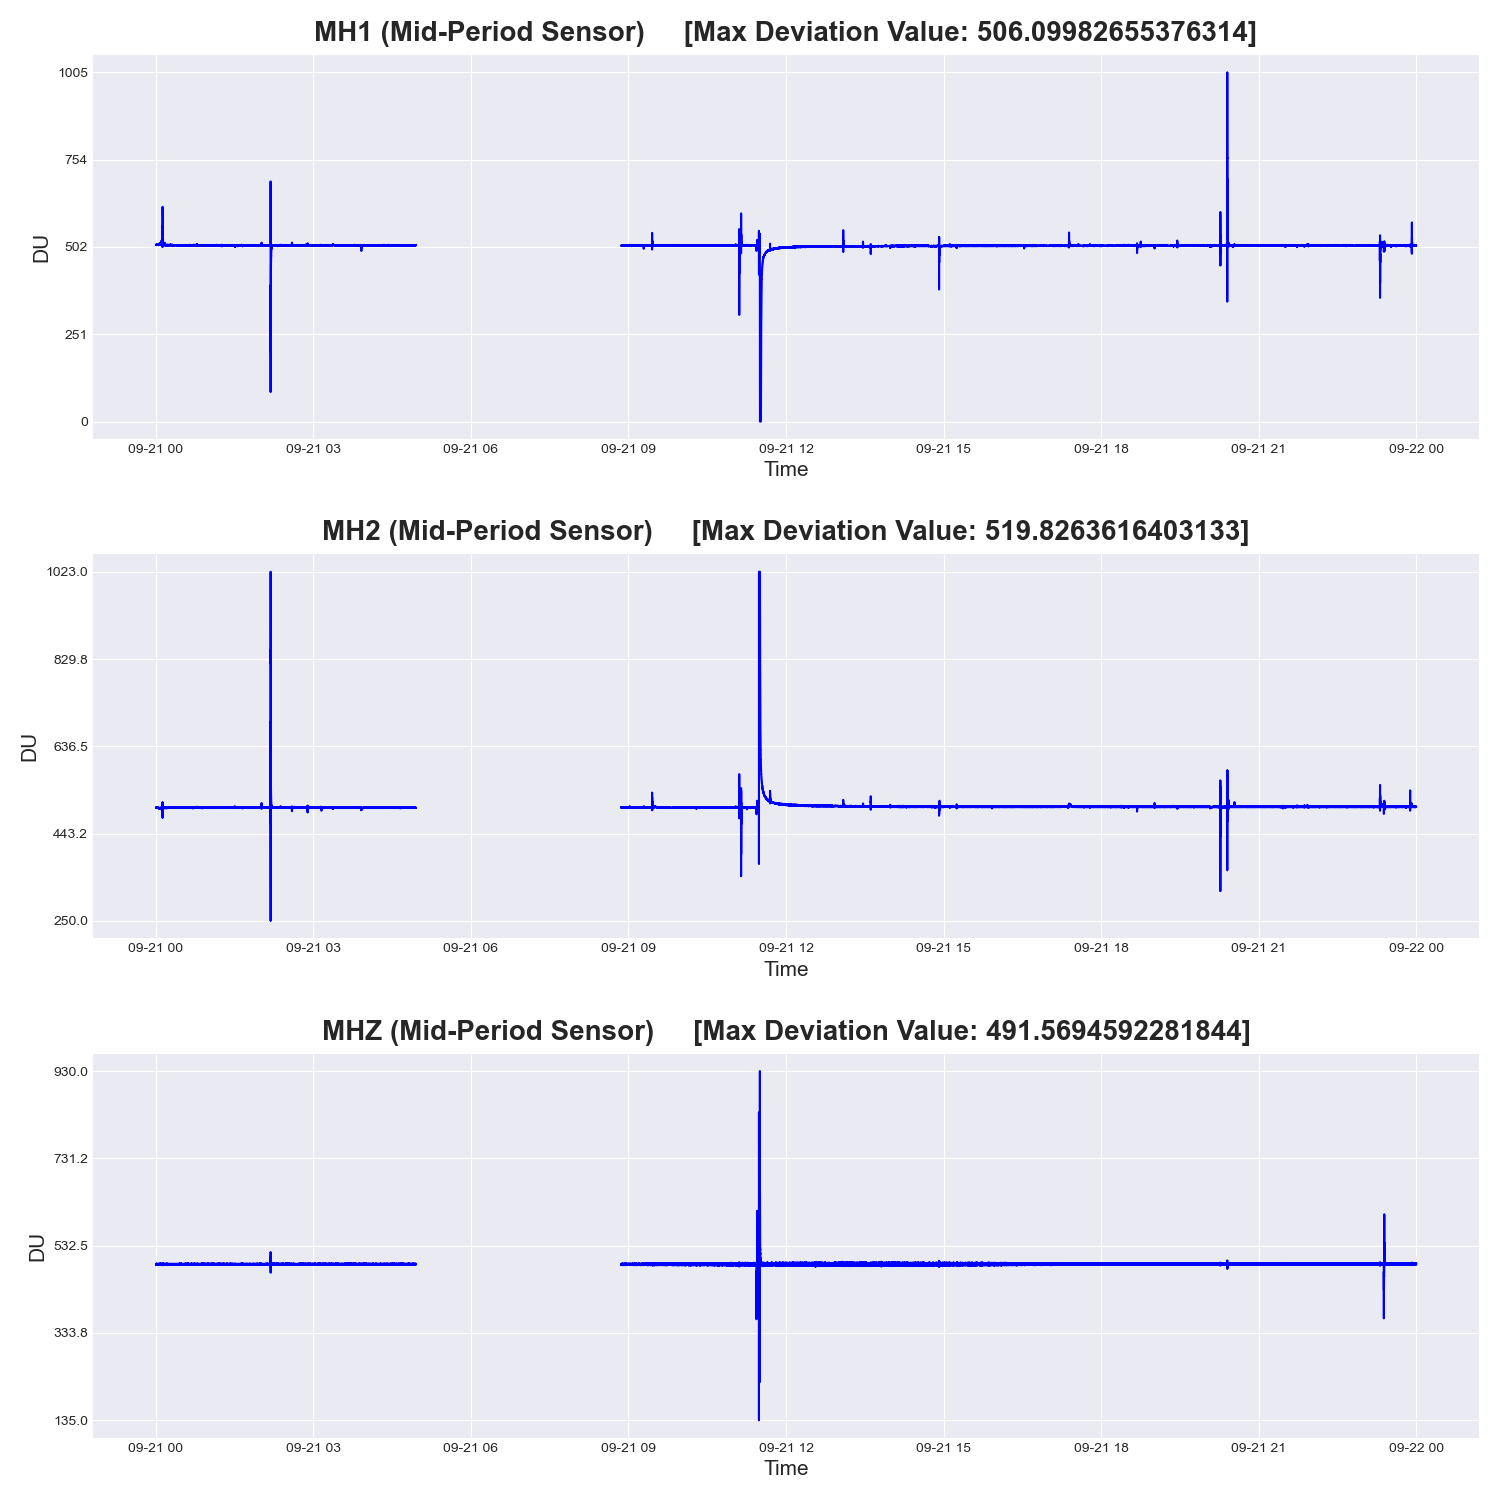 MH1 (Mid-Period Sensor) [Max Deviation Value: 506.09982655376314]
1005
754
502
251
0
DU
09-21 00 09-21 03 09-21 06 09-21 09 09-21 12 09-21 15 09-21 18 09-21 21 09-22 00
Time
MH2 (Mid-Period Sensor) [Max Deviation Value: 519.8263616403133]
1023.0
829.8
636.5
443.2
250.0
DU
09-21 00 09-21 03 09-21 06 09-21 09 09-21 12 09-21 15 09-21 18 09-21 21 09-22 00
Time
MHZ (Mid-Period Sensor) [Max Deviation Value: 491.5694592281844]
930.0
731.2
532.5
333.8
135.0
DU
09-21 00 09-21 03 09-21 06 09-21 09 09-21 12 09-21 15 09-21 18 09-21 21 09-22 00
Time